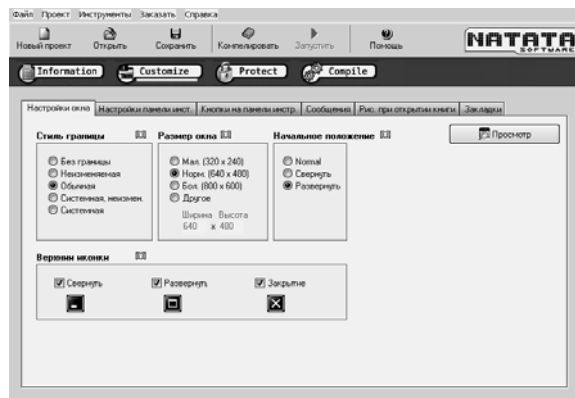 Файл Проект Инструменты Заказать Справка
Новый проект Открыть Сохранить Компелировать Запустить Помощь
NATATA
SOFTWARE
Information Customize Protect Compile
Настройки окна Настройки панели инст.. Кнопки на панели инстр.. Сообщения Рис. при открытии книги Закладки
Стиль границы Размер окна Начальное положение Просмотр
Без границы Мал. (320 x 240) Normal
Неизменяемая Норм. (640 x 480) Свернуть
Обычная Бол. (800 x 600) Развернуть
Системная, неизмен. Другое
Системная Ширина Высота
640 x 480
Верхнии иконки
Свернуть Развернуть Закрытие